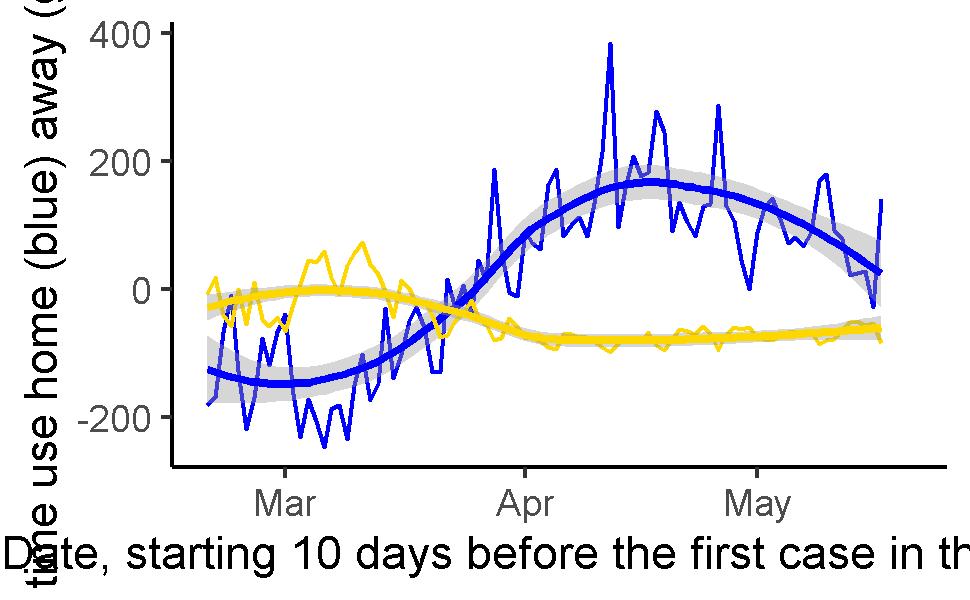 time use home (blue) away (
400
200
0
-200
Mar Apr May
Date, starting 10 days before the first case in th